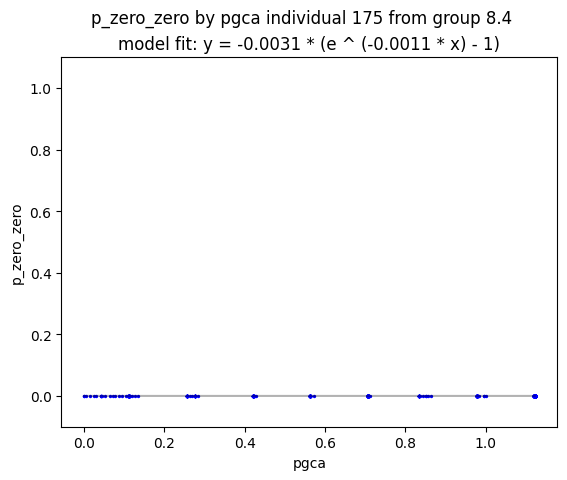 p_zero_zero by pgca individual 175 from group 8.4
model fit: y = -0.0031 * (e ^ (-0.0011 * x) - 1)
1.0
0.8
0.6
0.4
0.2
0.0
p_zero_zero
0.0 0.2 0.4 0.6 0.8 1.0
pgca